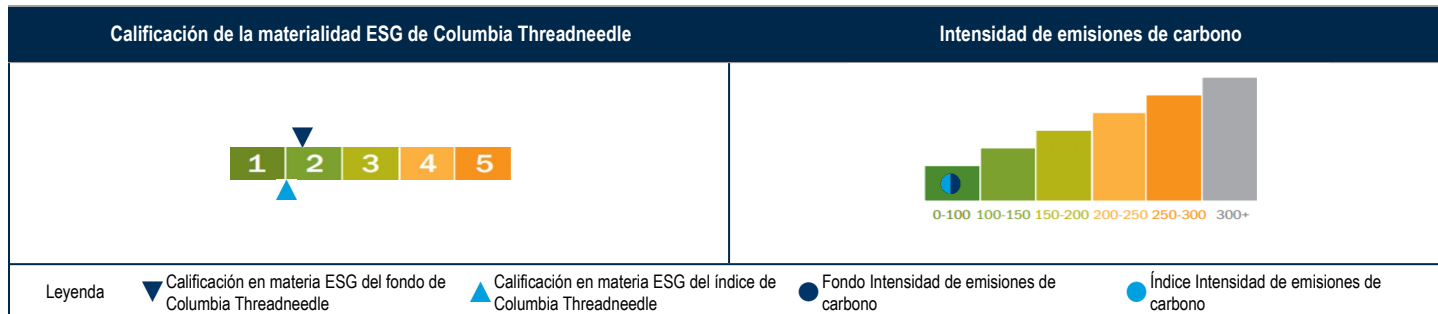 Calificación de la materialidad ESG de Columbia Threadneedle
Intensidad de emisiones de carbono
1 2 3 4 5
0-100 100-150 150-200 200-250 250-300 300+
Leyenda
Calificación en materia ESG del fondo de
Columbia Threadneedle
Calificación en materia ESG del índice de
Columbia Threadneedle
Fondo Intensidad de emisiones de
carbono
Índice Intensidad de emisiones de
carbono